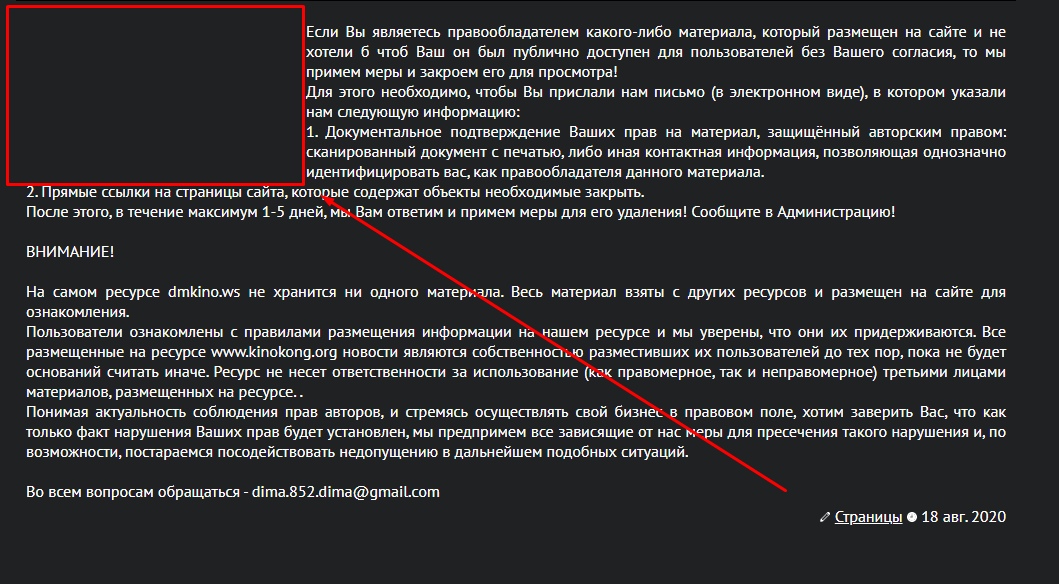 Если Вы являетесь правообладателем какого-либо материала, который размещен на сайте и не
хотели б чтоб Ваш он был публично доступен для пользователей без Вашего согласия, то мы
примем меры и закроем его для просмотра!
Для этого необходимо, чтобы Вы прислали нам письмо (в электронном виде), в котором указали
нам следующую информацию:
1. Документальное подтверждение Ваших прав на материал, защищённый авторским правом:
сканированный документ с печатью, либо иная контактная информация, позволяющая однозначно
идентифицировать вас, как правообладателя данного материала.
2. Прямые ссылки на страницы сайта, которые содержат объекты необходимые закрыть.
После этого, в течение максимум 1-5 дней, мы Вам ответим и примем меры для его удаления! Сообщите в Администрацию!
ВНИМАНИЕ!
На самом ресурсе dmkino.ws не хранится ни одного материала. Весь материал взяты с других ресурсов и размещен на сайте для
ознакомления.
Пользователи ознакомлены с правилами размещения информации на нашем ресурсе и мы уверены, что они их придерживаются. Все
размещенные на ресурсе www.kinokong.org новости являются собственностью разместивших их пользователей до тех пор, пока не будет
оснований считать иначе. Ресурс не несет ответственности за использование (как правомерное, так и неправомерное) третьими лицами
материалов, размещенных на ресурсе. .
Понимая актуальность соблюдения прав авторов, и стремясь осуществлять свой бизнес в правовом поле, хотим заверить Вас, что как
только факт нарушения Ваших прав будет установлен, мы предпримем все зависящие от нас меры для пресечения такого нарушения и, по
возможности, постараемся посодействовать недопущению в дальнейшем подобных ситуаций.
Во всем вопросам обращаться - dima.852.dima@gmail.com
Страницы 18 авг. 2020